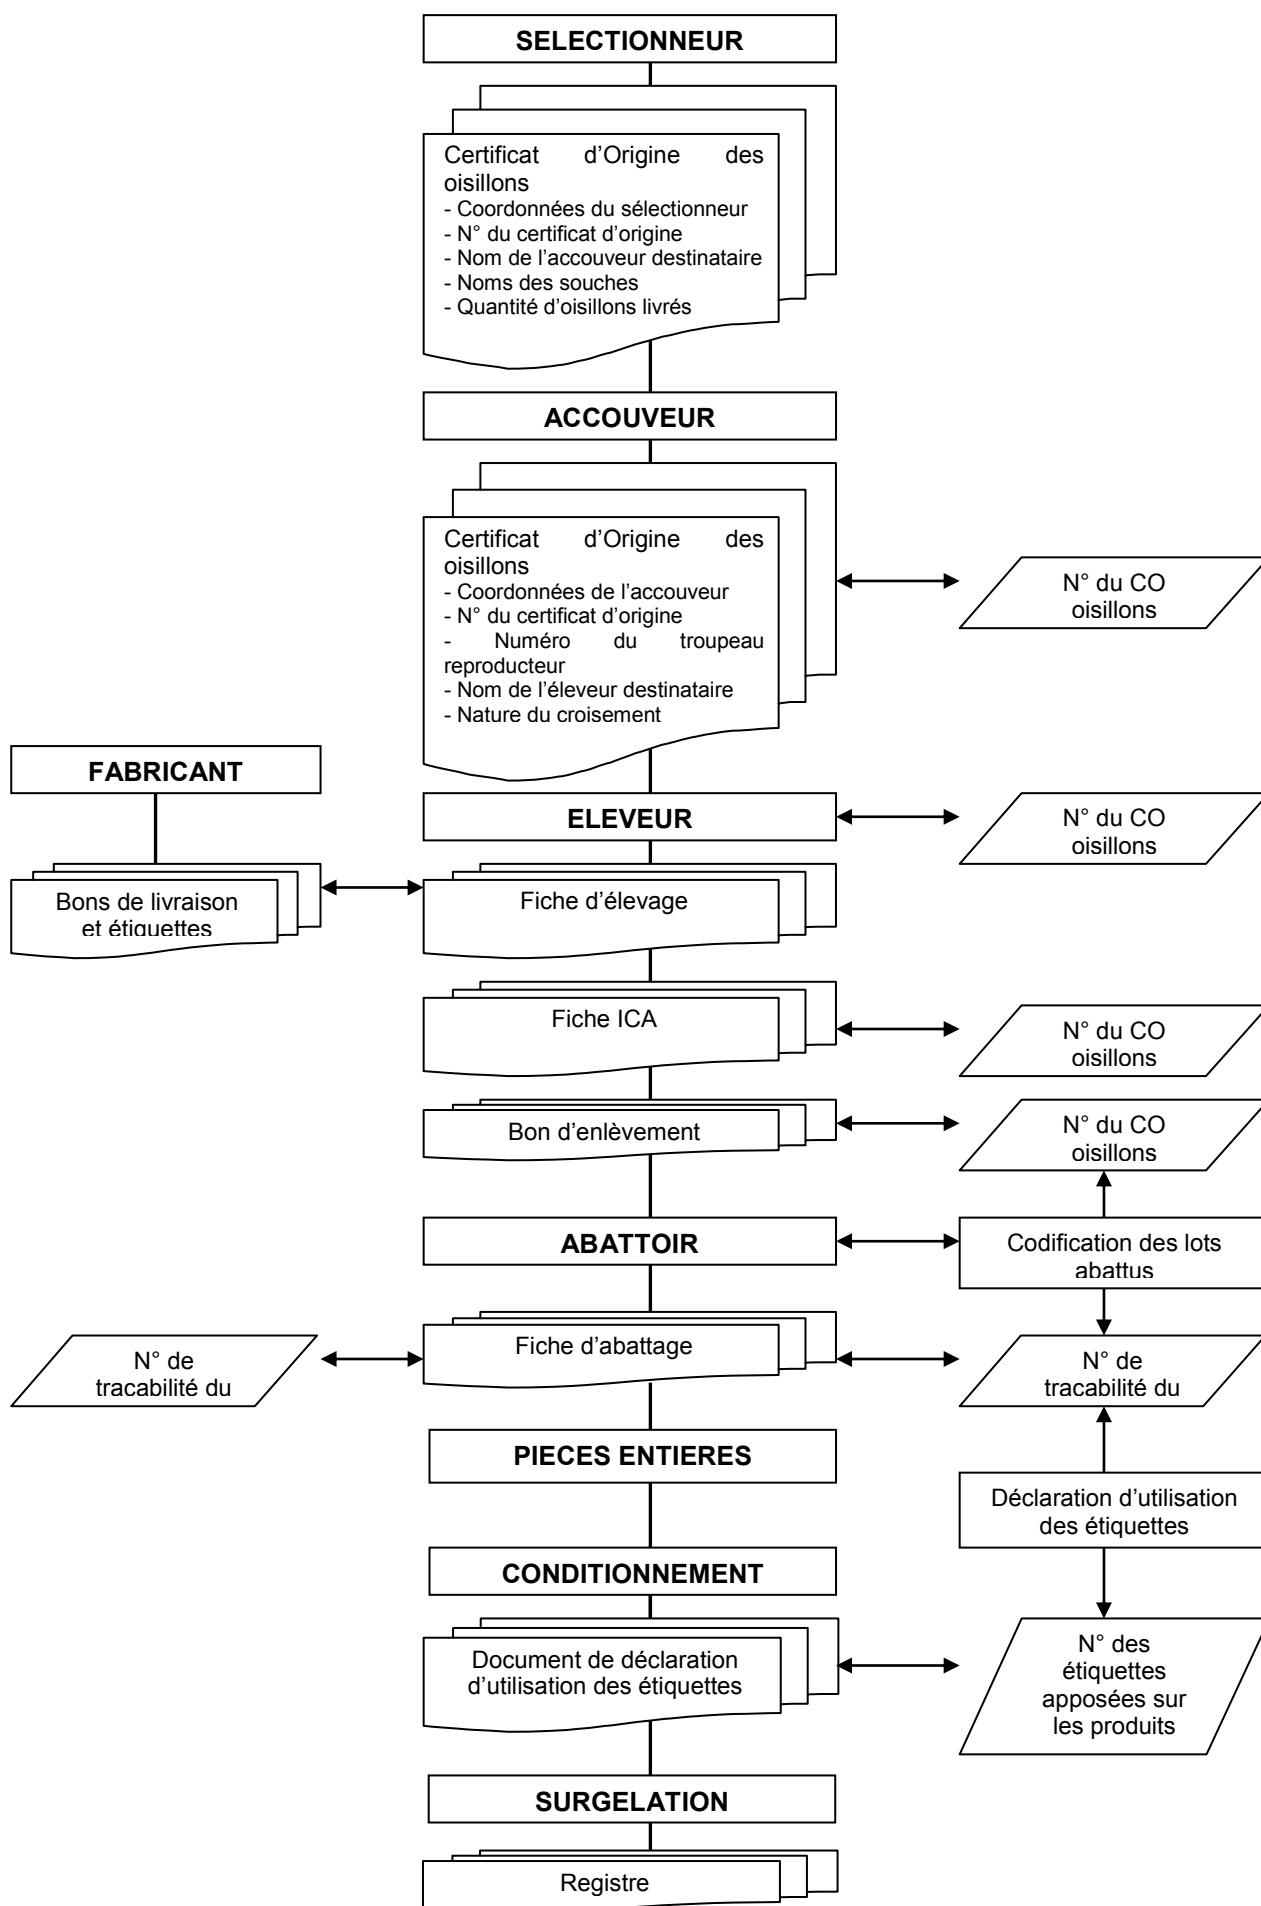 SELECTIONNEUR
Certificat d’Origine des
oisillons
- Coordonnées du sélectionneur
- N° du certificat d’origine
- Nom de l’accouveur destinataire
- Noms des souches
- Quantité d’oisillons livrés
ACCOUVEUR
Certificat d’Origine des
oisillons
- Coordonnées de l’accouveur
- N° du certificat d’origine
- Numéro du troupeau
reproducteur
- Nom de l’éleveur destinataire
- Nature du croisement
N° du CO
oisillons
FABRICANT
Bons de livraison
et étiquettes
ELEVEUR
N° du CO
oisillons
Fiche d’élevage
Fiche ICA
N° du CO
oisillons
Bon d’enlèvement
N° du CO
oisillons
ABATTOIR
Codification des lots
abattus
N° de
tracabilité du
Fiche d’abattage
N° de
tracabilité du
PIECES ENTIERES
Déclaration d’utilisation
des étiquettes
CONDITIONNEMENT
Document de déclaration
d’utilisation des étiquettes
N° des
étiquettes
apposées sur
les produits
SURGELATION
Registre